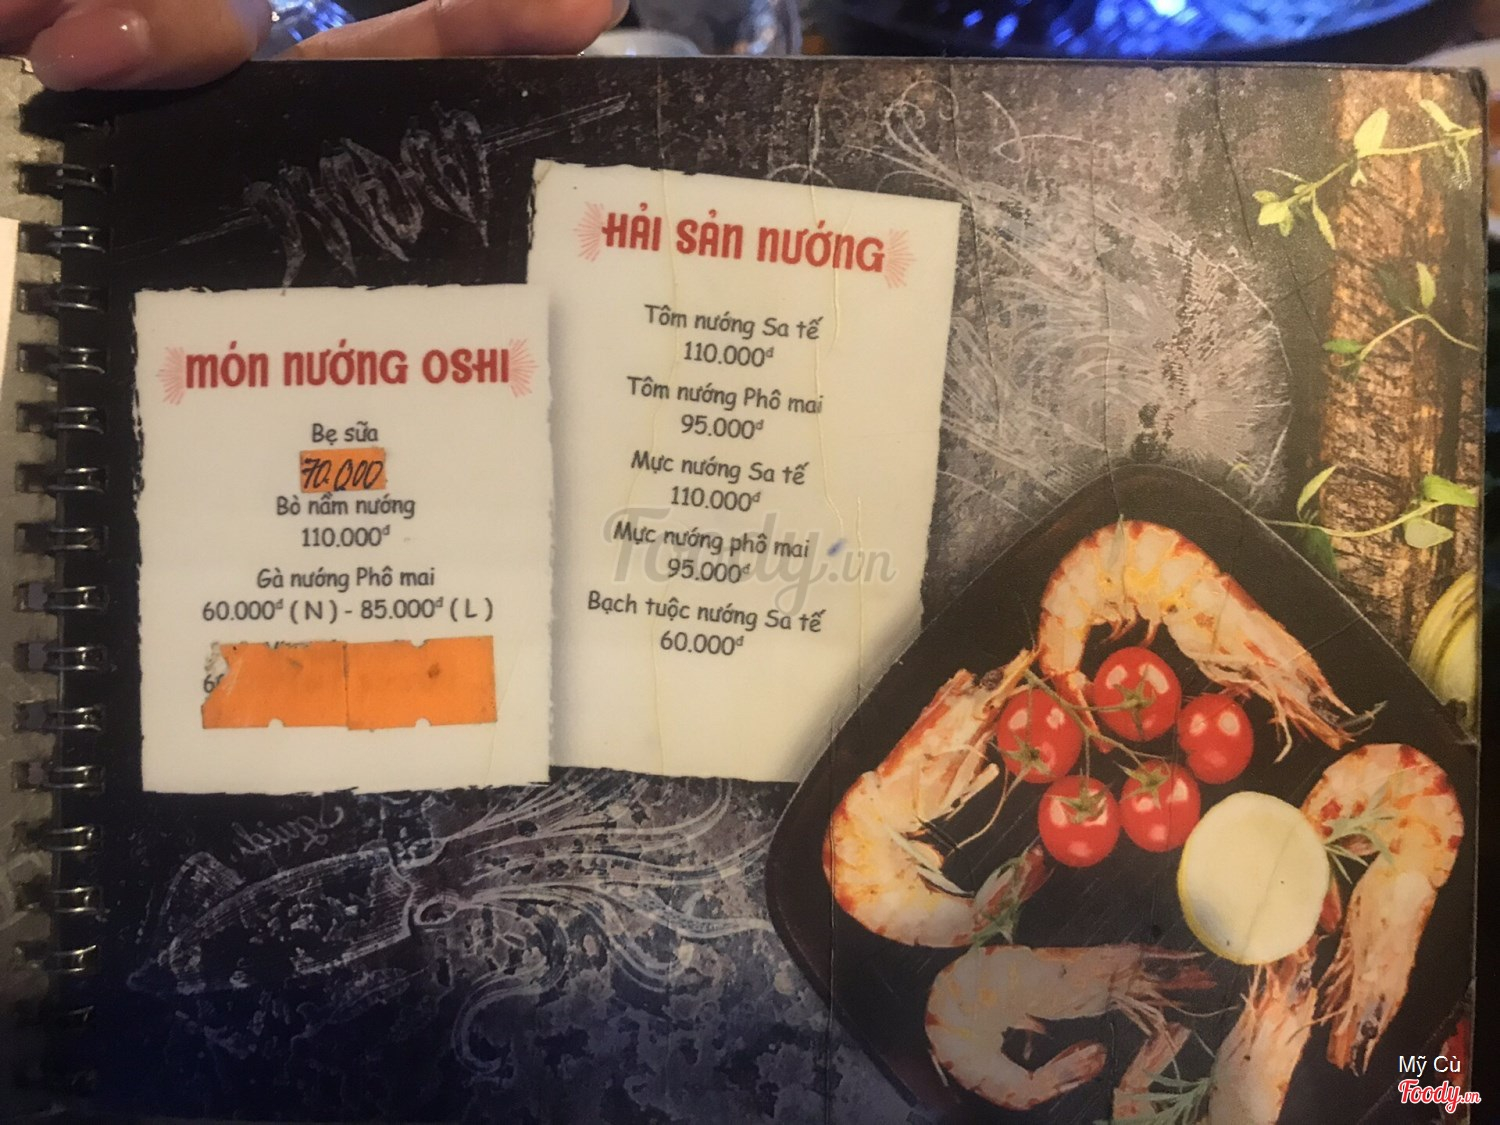 MÓN NƯỚNG OSHI
Bẹ sữa
70.000
Bò nầm nướng
110.000đ
Gà nướng Phô mai
60.000đ ( N ) - 85.000đ ( L )
HẢI SẢN NƯỚNG
Tôm nướng Sa tế
110.000đ
Tôm nướng Phô mai
95.000đ
Mực nướng Sa tế
110.000đ
Mực nướng phô mai
95.000đ
Bạch tuộc nướng Sa tế
60.000đ
Foody.vn
Mỹ Cù
Foody.vn